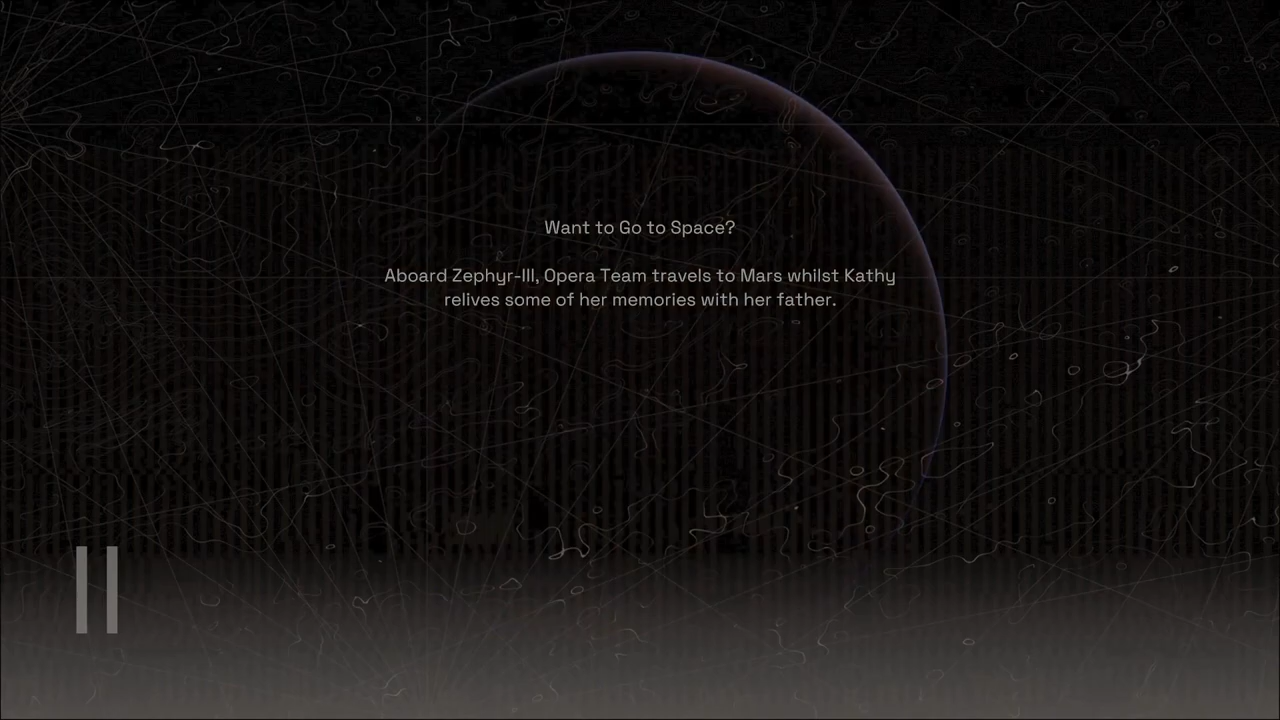 Want to Go to Space?
Aboard Zephyr-III, Opera Team travels to Mars whilst Kathy
relives some of her memories with her father.
II